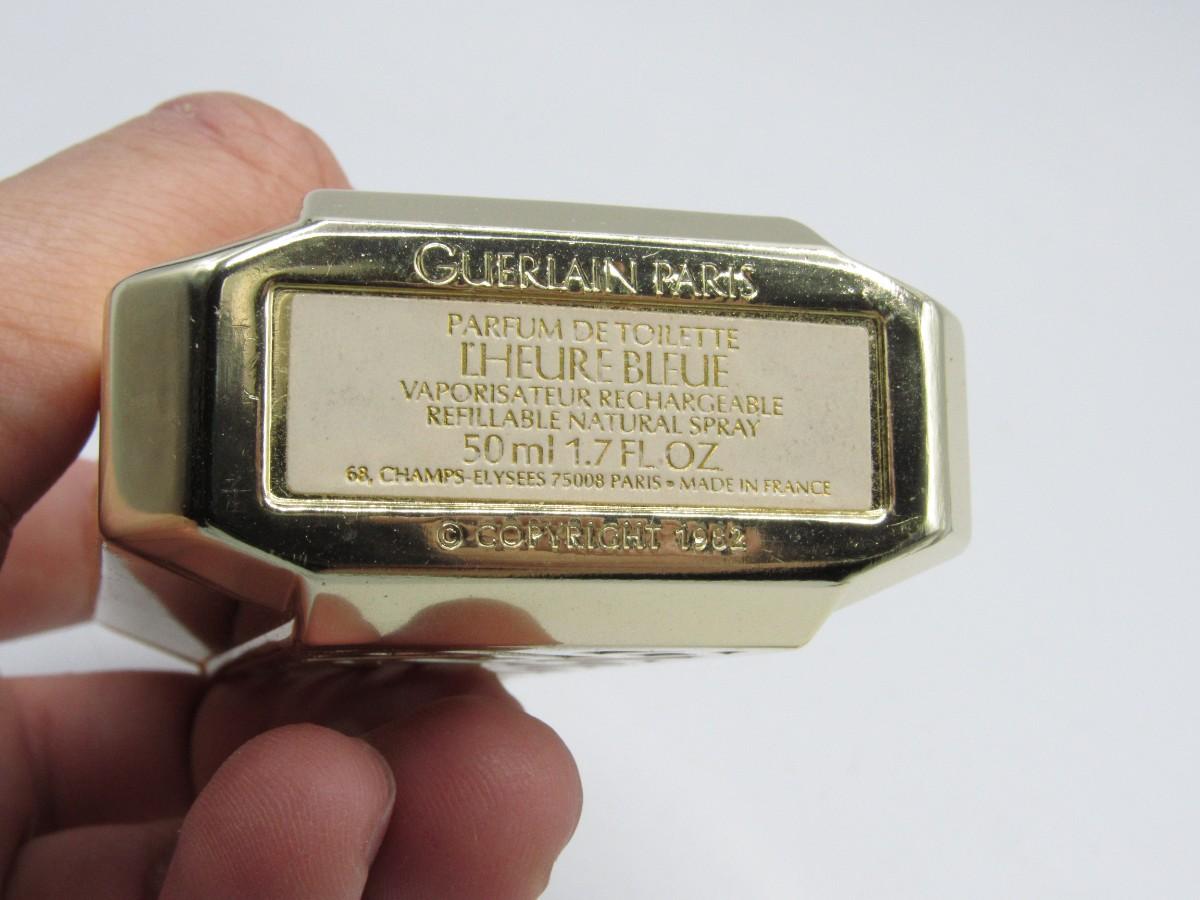 GUERLAIN PARIS
PARFUM DE TOILETTE
L'HEURE BLEUE
VAPORISATEUR RECHARGEABLE
REFILLABLE NATURAL SPRAY
50 ml 1.7 FL. OZ.
68, CHAMPS-ELYSEES 75008 PARIS • MADE IN FRANCE
© COPYRIGHT 1982